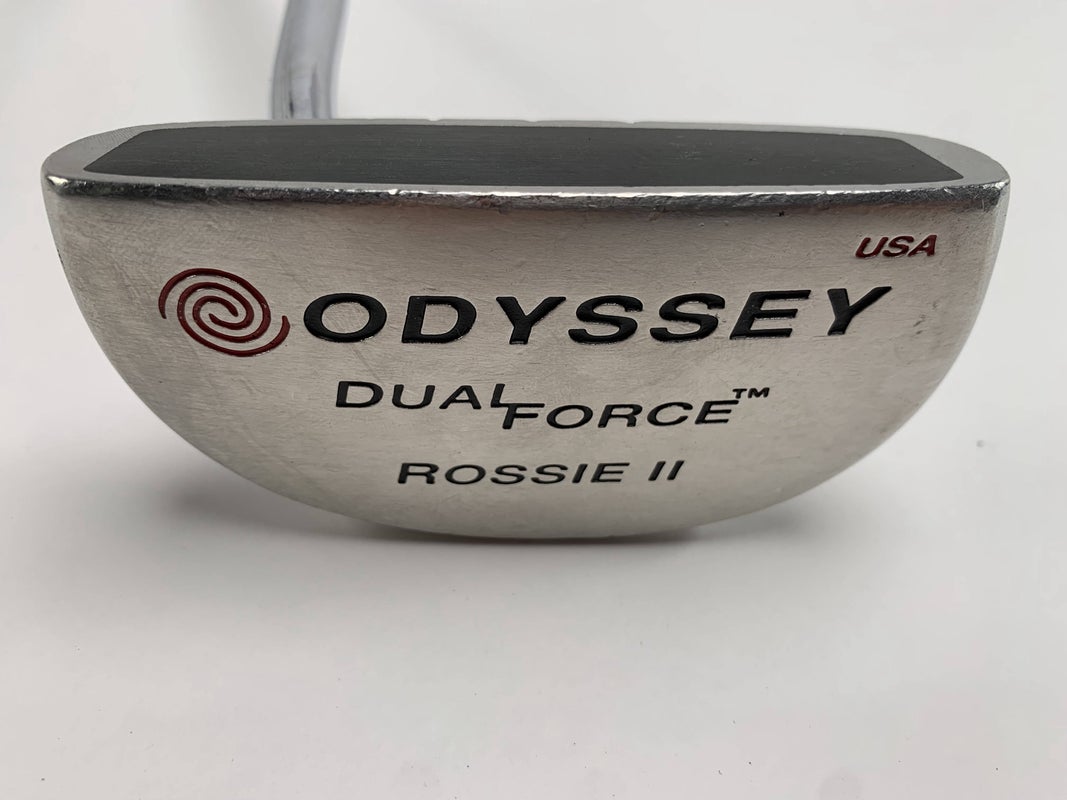 USA
ODYSSEY
DUAL FORCE™
ROSSIE II